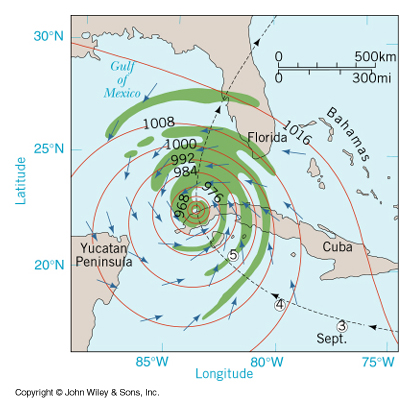 30°N
Gulf
of
Mexico
0 500km
0 300mi
1008
1016
Bahamas
1000
Florida
25°N
992
984
976
968
Latitude
Yucatan
Peninsula
5
Cuba
20°N
4
3
Sept.
85°W
80°W
75°W
Longitude
Copyright © John Wiley & Sons, Inc.